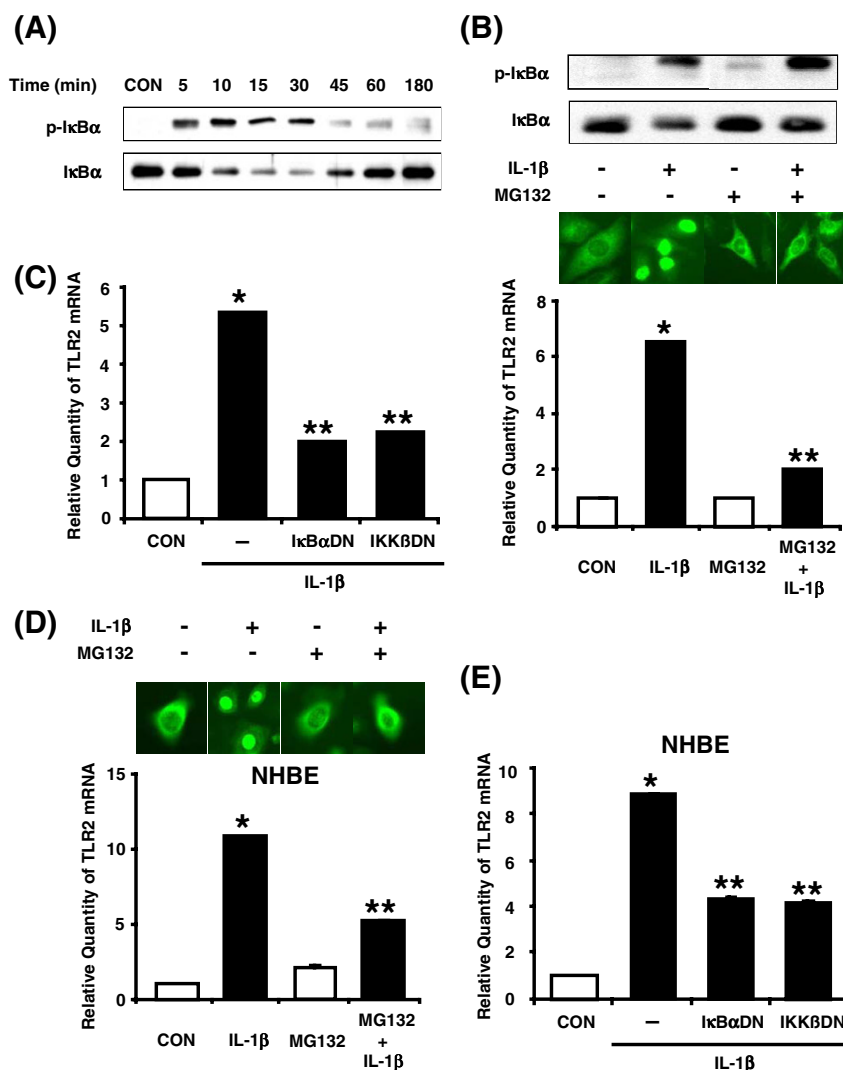 (A)
Time (min) CON 5 10 15 30 45 60 180
p-IκBα
IκBα
(B)
p-IκBα
IκBα
IL-1β - + - +
MG132 - - + +
Relative Quantity of TLR2 mRNA
8
6
4
2
0
*
**
CON IL-1β MG132 MG132
+
IL-1β
(C)
Relative Quantity of TLR2 mRNA
6
5
4
3
2
1
0
*
** **
CON – IκBαDN IKKßDN
IL-1β
(D)
IL-1β - + - +
MG132 - - + +
NHBE
Relative Quantity of TLR2 mRNA
15
10
5
0
*
**
CON IL-1β MG132 MG132
+
IL-1β
(E)
NHBE
Relative Quantity of TLR2 mRNA
10
8
6
4
2
0
*
** **
CON – IκBαDN IKKßDN
IL-1β